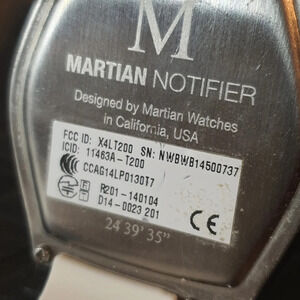 M
MARTIAN NOTIFIER
Designed by Martian Watches
in California, USA
FCC ID: X4LT200 SN: NWBWB14500737
ICID: 11463A-T200
CCAG14LP0130T7
R201-140104
D14-0023 201
CE
24 39' 35"